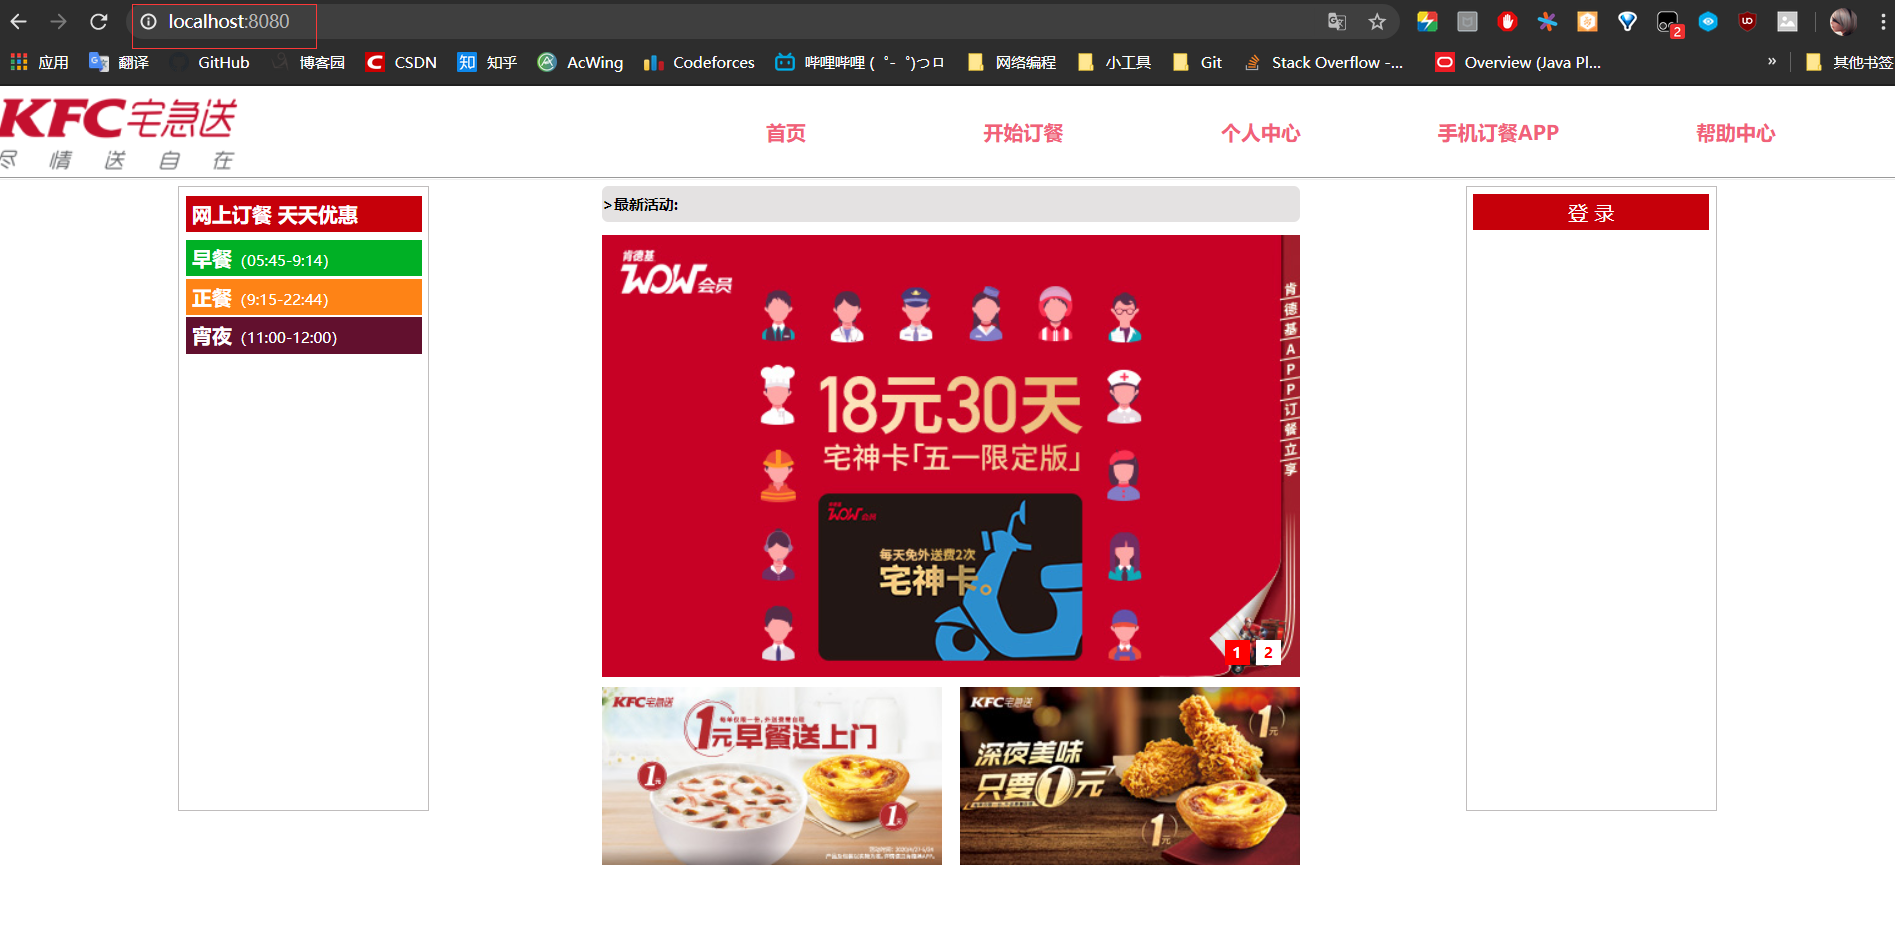 localhost:8080
2
应用 翻译 GitHub 博客园 CSDN 知乎 AcWing Codeforces 哔哩哔哩 ( ゜- ゜)つロ 网络编程 小工具 Git Stack Overflow -... Overview (Java Pl... » 其他书签
KFC宅急送
尽情送自在
首页 开始订餐 个人中心 手机订餐APP 帮助中心
网上订餐 天天优惠
早餐 (05:45-9:14)
正餐 (9:15-22:44)
宵夜 (11:00-12:00)
>最新活动:
肯德基
WOW会员
18元30天
宅神卡「五一限定版」
WOW会员
每天免外送费2次
宅神卡。
肯德基APP订餐立享
1 2
KFC宅急送
1元早餐送上门
1元
1元
KFC宅急送
深夜美味
只要1元
1元
1元
登 录